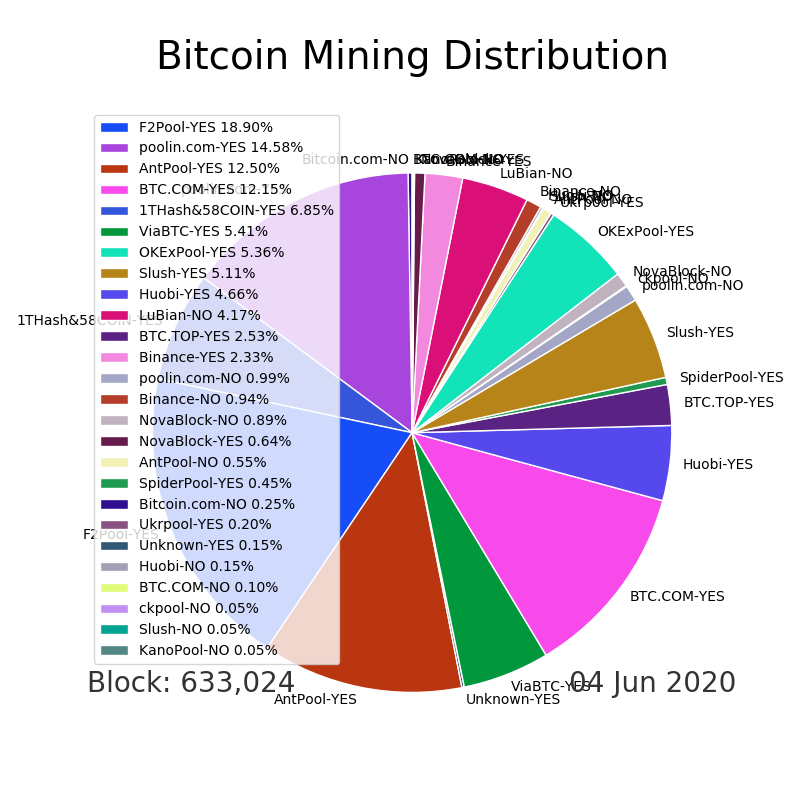 Bitcoin Mining Distribution
F2Pool-YES 18.90%
poolin.com-YES 14.58%
AntPool-YES 12.50%
BTC.COM-YES 12.15%
1THash&58COIN-YES 6.85%
ViaBTC-YES 5.41%
OKExPool-YES 5.36%
Slush-YES 5.11%
Huobi-YES 4.66%
LuBian-NO 4.17%
BTC.TOP-YES 2.53%
Binance-YES 2.33%
poolin.com-NO 0.99%
Binance-NO 0.94%
NovaBlock-NO 0.89%
NovaBlock-YES 0.64%
AntPool-NO 0.55%
SpiderPool-YES 0.45%
Bitcoin.com-NO 0.25%
Ukrpool-YES 0.20%
Unknown-YES 0.15%
Huobi-NO 0.15%
BTC.COM-NO 0.10%
ckpool-NO 0.05%
Slush-NO 0.05%
KanoPool-NO 0.05%
Bitcoin.com-NO
Binance-YES
LuBian-NO
Binance-NO
Ukrpool-YES
OKExPool-YES
NovaBlock-NO
ckpool-NO
poolin.com-NO
Slush-YES
SpiderPool-YES
BTC.TOP-YES
Huobi-YES
BTC.COM-YES
ViaBTC-YES
Unknown-YES
AntPool-YES
F2Pool-YES
1THash&58COIN-YES
Block: 633,024
04 Jun 2020